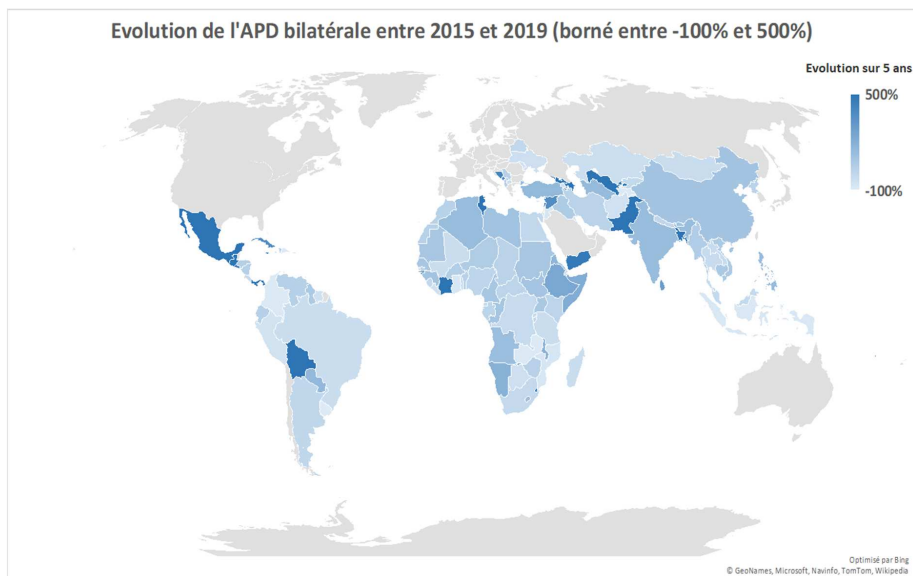 Evolution de l'APD bilatérale entre 2015 et 2019 (borné entre -100% et 500%)
Evolution sur 5 ans
500%
-100%
Optimisé par Bing
© GeoNames, Microsoft, Navinfo, TomTom, Wikipedia